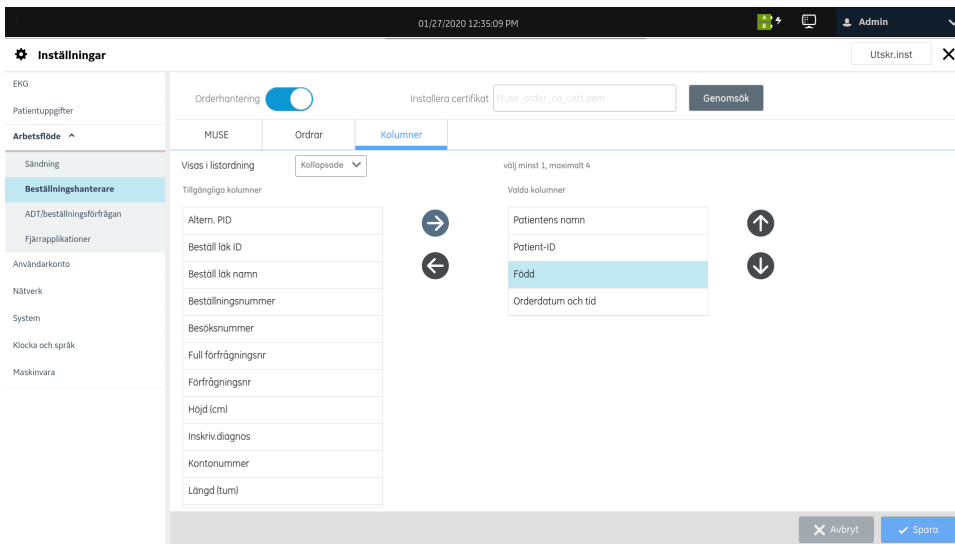 01/27/2020 12:35:09 PM
A
B
Admin
Inställningar
Utskr.inst
EKG
Patientuppgifter
Arbetsflöde
Sändning
Beställningshanterare
ADT/beställningsförfrågan
Fjärrapplikationer
Användarkonto
Nätverk
System
Klocka och språk
Maskinvara
Orderhantering
Installera certifikat
Muse_order_ca_cert.pem
Genomsök
MUSE
Ordrar
Kolumner
Visas i listordning
Kollapsade
välj minst 1, maximalt 4
Tillgängliga kolumner
Altern. PID
Beställ läk ID
Beställ läk namn
Beställningsnummer
Besöksnummer
Full förfrågningsnr
Förfrågningsnr
Höjd (cm)
Inskriv.diagnos
Kontonummer
Längd (tum)
Valda kolumner
Patientens namn
Patient-ID
Född
Orderdatum och tid
Avbryt
Spara